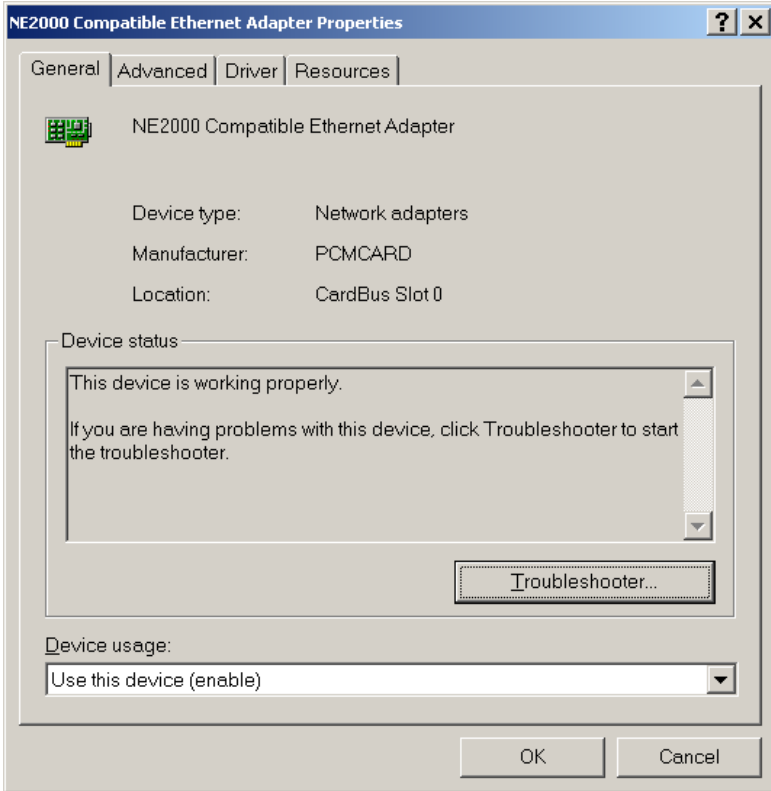 NE2000 Compatible Ethernet Adapter Properties
General Advanced Driver Resources
NE2000 Compatible Ethernet Adapter
Device type: Network adapters
Manufacturer: PCMCARD
Location: CardBus Slot 0
Device status
This device is working properly.
If you are having problems with this device, click Troubleshooter to start
the troubleshooter.
Troubleshooter...
Device usage:
Use this device (enable)
OK Cancel